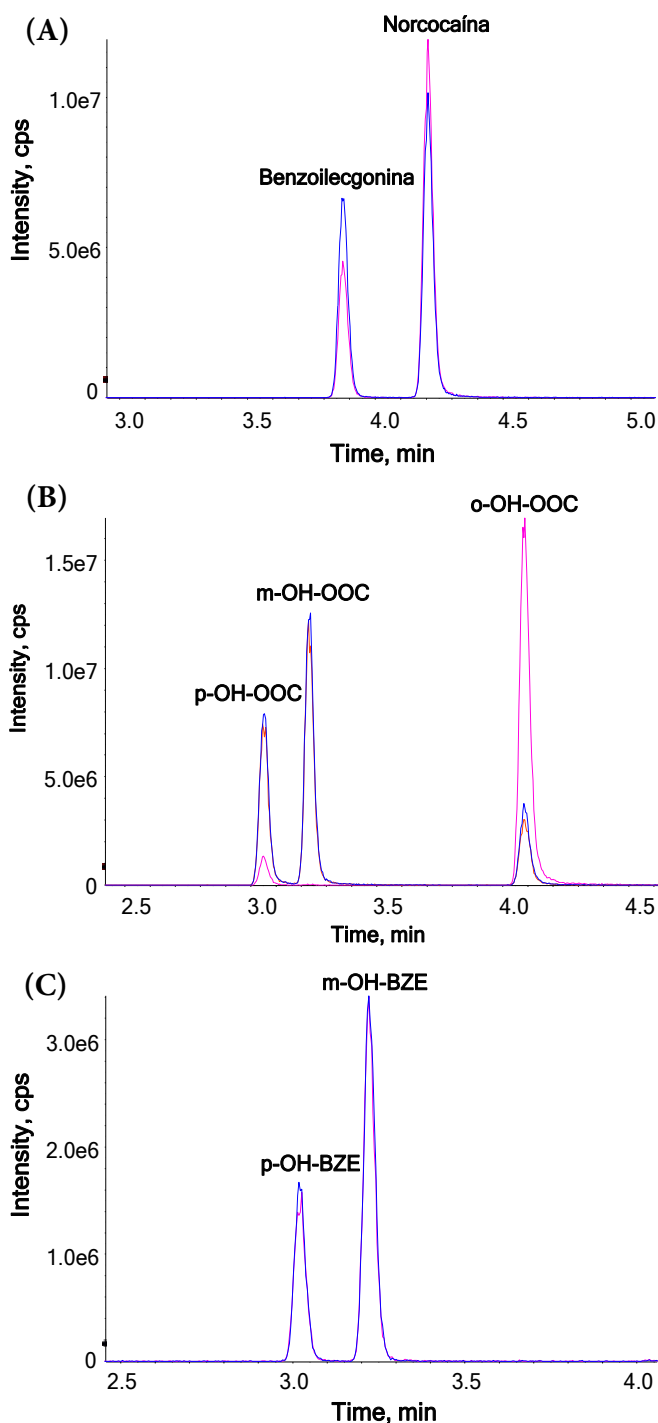 (A)
Norcocaína
Benzoilecgonina
Intensity, cps
1.0e7
5.0e6
0
3.0 3.5 4.0 4.5 5.0
Time, min
(B)
o-OH-OOC
m-OH-OOC
p-OH-OOC
Intensity, cps
1.5e7
1.0e7
5.0e6
0
2.5 3.0 3.5 4.0 4.5
Time, min
(C)
m-OH-BZE
p-OH-BZE
Intensity, cps
3.0e6
2.0e6
1.0e6
0
2.5 3.0 3.5 4.0
Time, min